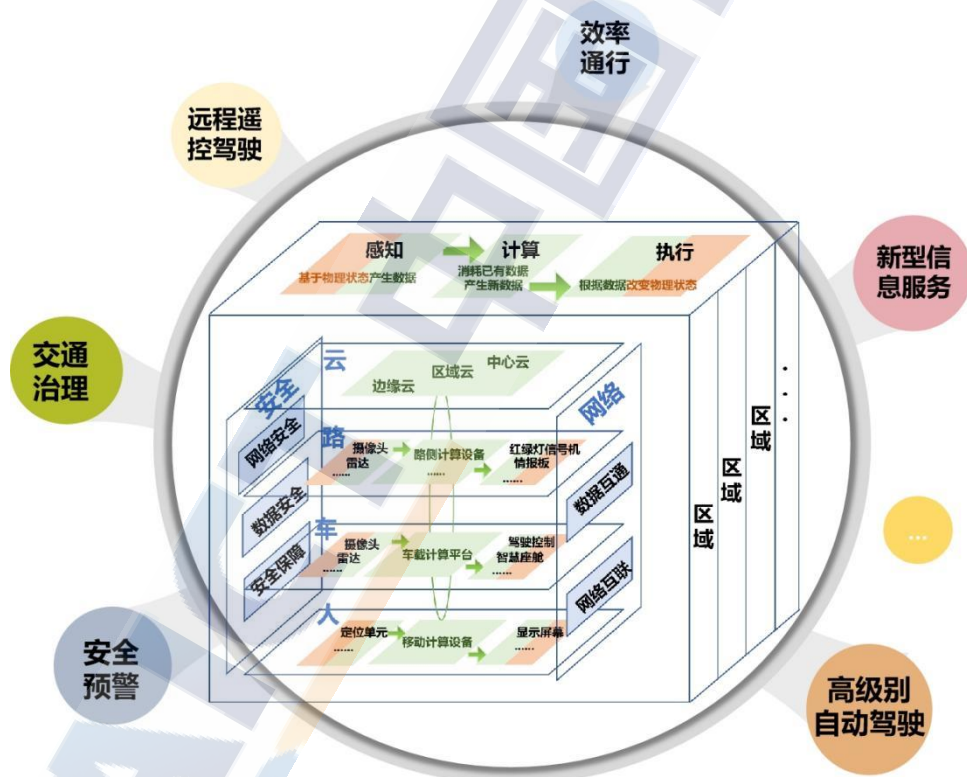 效率
通行
远程遥
控驾驶
新型信
息服务
交通
治理
安全
预警
高级别
自动驾驶
...
感知
计算
执行
基于物理状态产生数据
消耗已有数据
产生新数据
根据数据改变物理状态
云
边缘云
区域云
中心云
安全
网络
路
网络安全
摄像头
雷达
......
路侧计算设备
......
红绿灯信号机
情报板
......
数据安全
数据互通
车
摄像头
雷达
......
车载计算平台
驾驶控制
智慧座舱
......
安全保障
网络互联
人
定位单元
......
移动计算设备
显示屏幕
......
区域
区域
区域
...